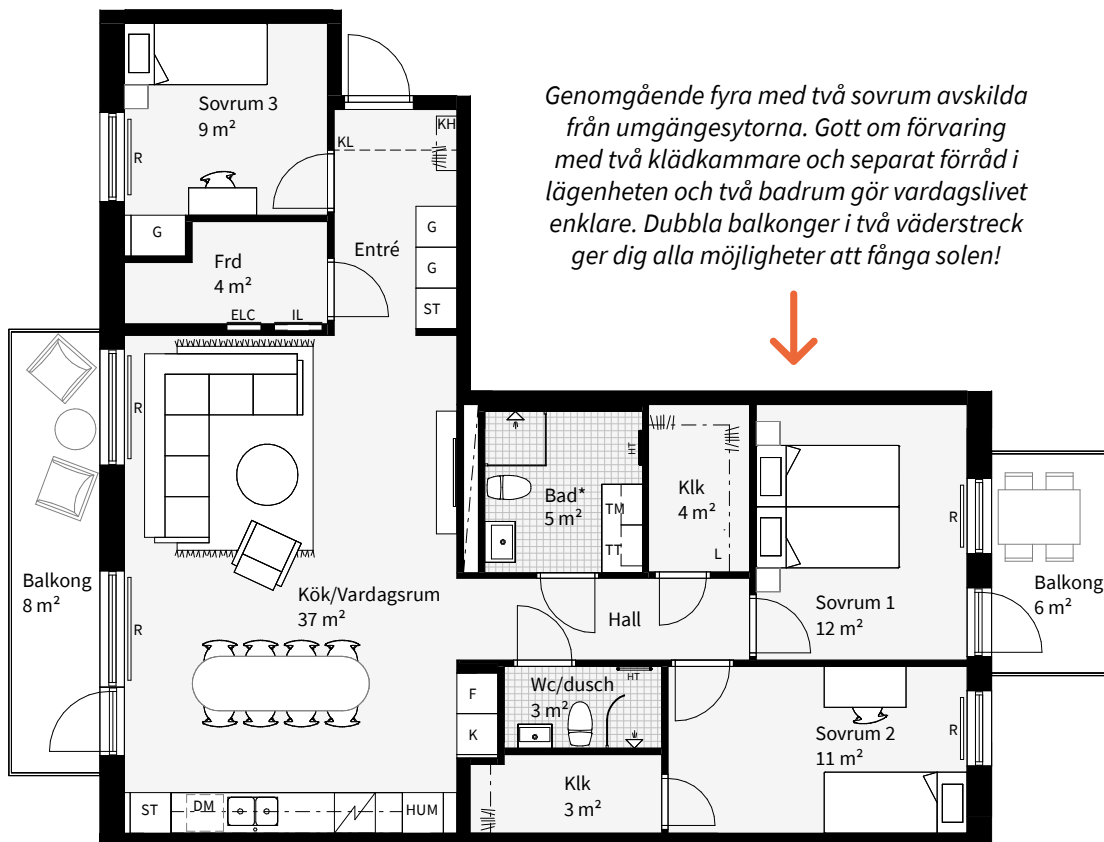 Genomgående fyra med två sovrum avskilda
från umgängesytorna. Gott om förvaring
med två klädkammare och separat förråd i
lägenheten och två badrum gör vardagslivet
enklare. Dubbla balkonger i två väderstreck
ger dig alla möjligheter att fånga solen!
Sovrum 3
9 m²
R
G
KL
KH
Entré
G
G
ST
Frd
4 m²
ELC
IL
R
R
Balkong
8 m²
Kök/Vardagsrum
37 m²
Bad*
5 m²
HT
TM
TT
Klk
4 m²
L
Hall
Sovrum 1
12 m²
R
Balkong
6 m²
Wc/dusch
3 m²
HT
F
K
Sovrum 2
11 m²
R
Klk
3 m²
ST
DM
HUM